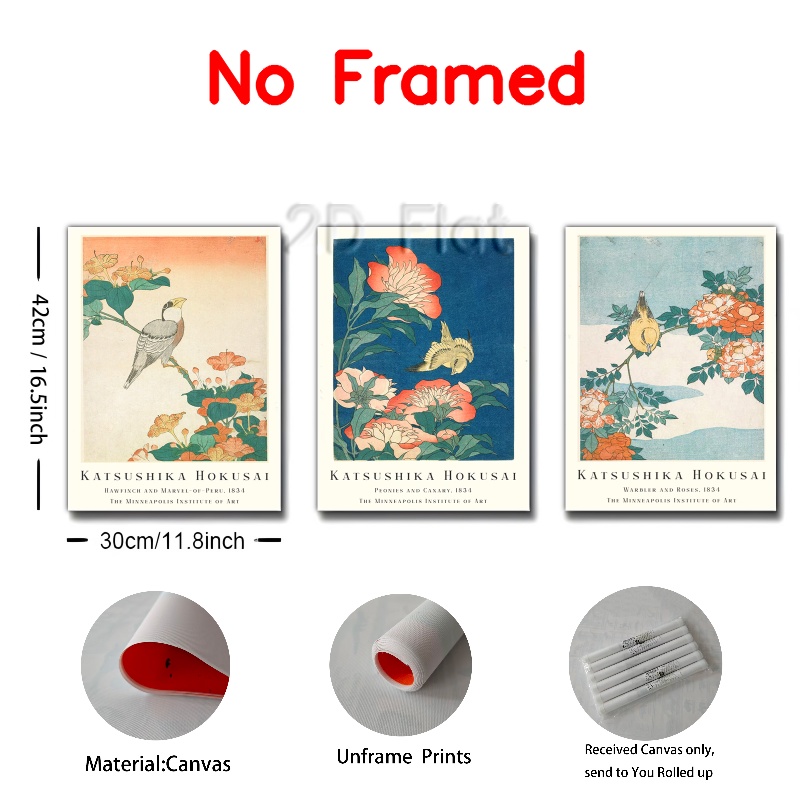 No Framed
2D Flat
42cm / 16.5inch
KATSUSHIKA HOKUSAI
HAWFINCH AND MARVEL-OF-PERU, 1834
THE MINNEAPOLIS INSTITUTE OF ART
KATSUSHIKA HOKUSAI
PEONIES AND CANARY, 1834
THE MINNEAPOLIS INSTITUTE OF ART
KATSUSHIKA HOKUSAI
WARBLER AND ROSES, 1834
THE MINNEAPOLIS INSTITUTE OF ART
30cm/11.8inch
Material:Canvas
Unframe Prints
Received Canvas only,
send to You Rolled up